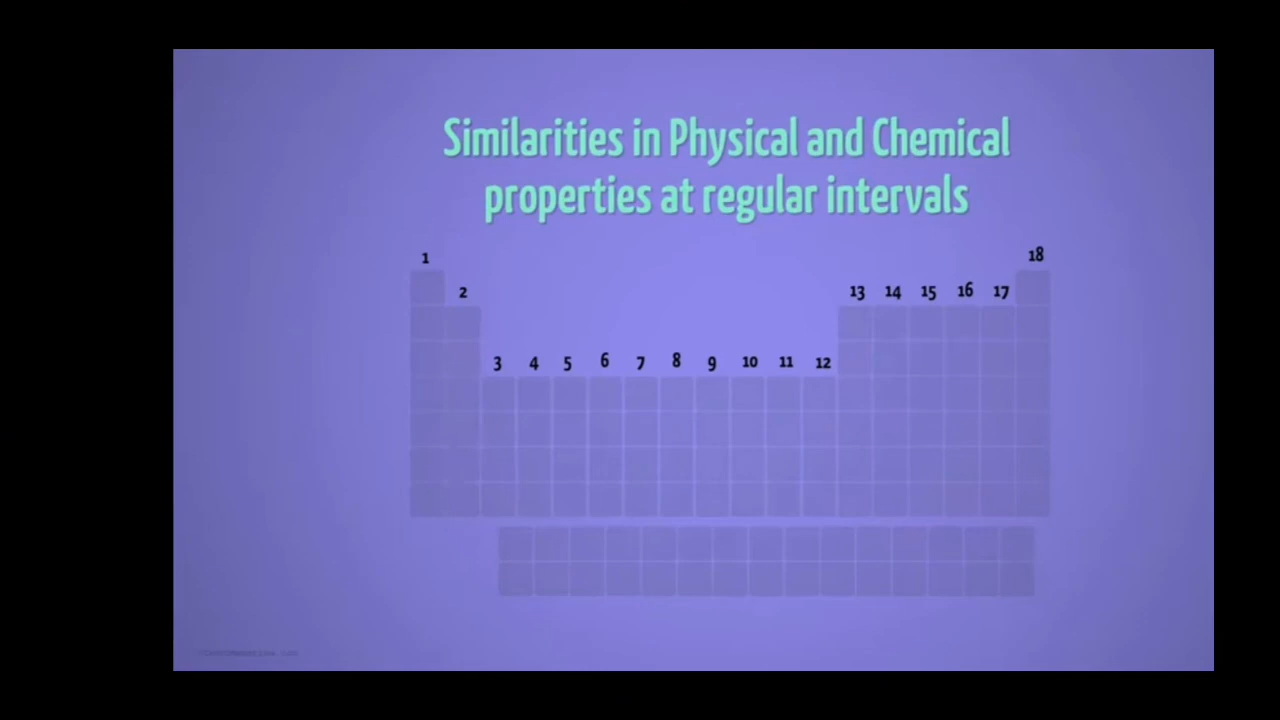 Similarities in Physical and Chemical
properties at regular intervals
1 18
2 13 14 15 16 17
3 4 5 6 7 8 9 10 11 12